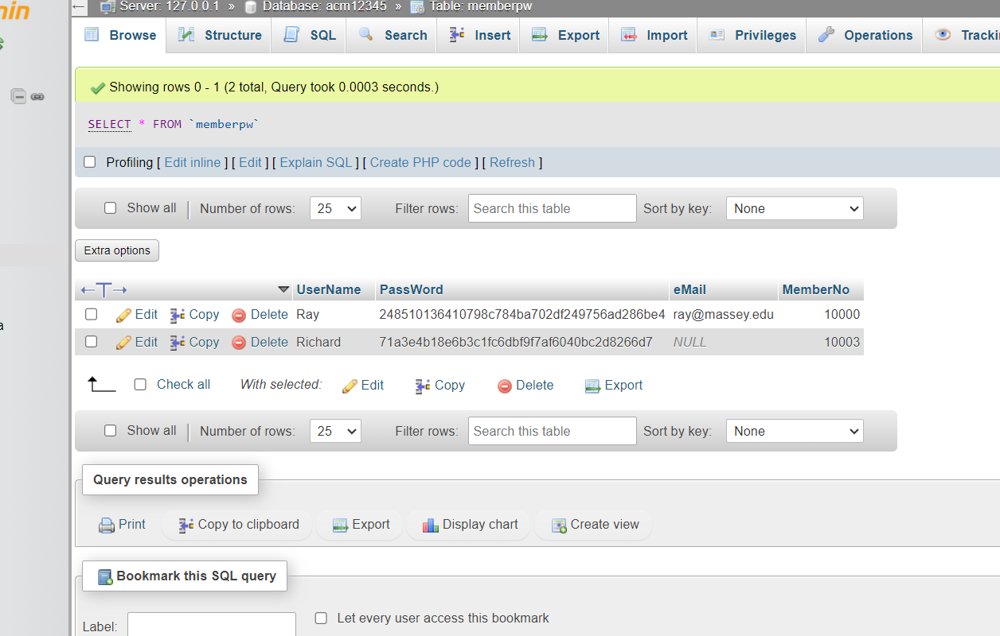 Server: 127.0.0.1 » Database: acm12345 » Table: memberpw
Browse Structure SQL Search Insert Export Import Privileges Operations
Showing rows 0 - 1 (2 total, Query took 0.0003 seconds.)
SELECT * FROM `memberpw`
Profiling [ Edit inline ] [ Edit ] [ Explain SQL ] [ Create PHP code ] [ Refresh ]
Show all Number of rows: 25 Filter rows: Search this table Sort by key: None
Extra options
UserName PassWord eMail MemberNo
Edit Copy Delete Ray 248510136410798c784ba702df249756ad286be4 ray@massey.edu 10000
Edit Copy Delete Richard 71a3e4b18e6b3c1fc6dbf9f7af6040bc2d8266d7 NULL 10003
Check all With selected: Edit Copy Delete Export
Show all Number of rows: 25 Filter rows: Search this table Sort by key: None
Query results operations
Print Copy to clipboard Export Display chart Create view
Bookmark this SQL query
Label: Let every user access this bookmark